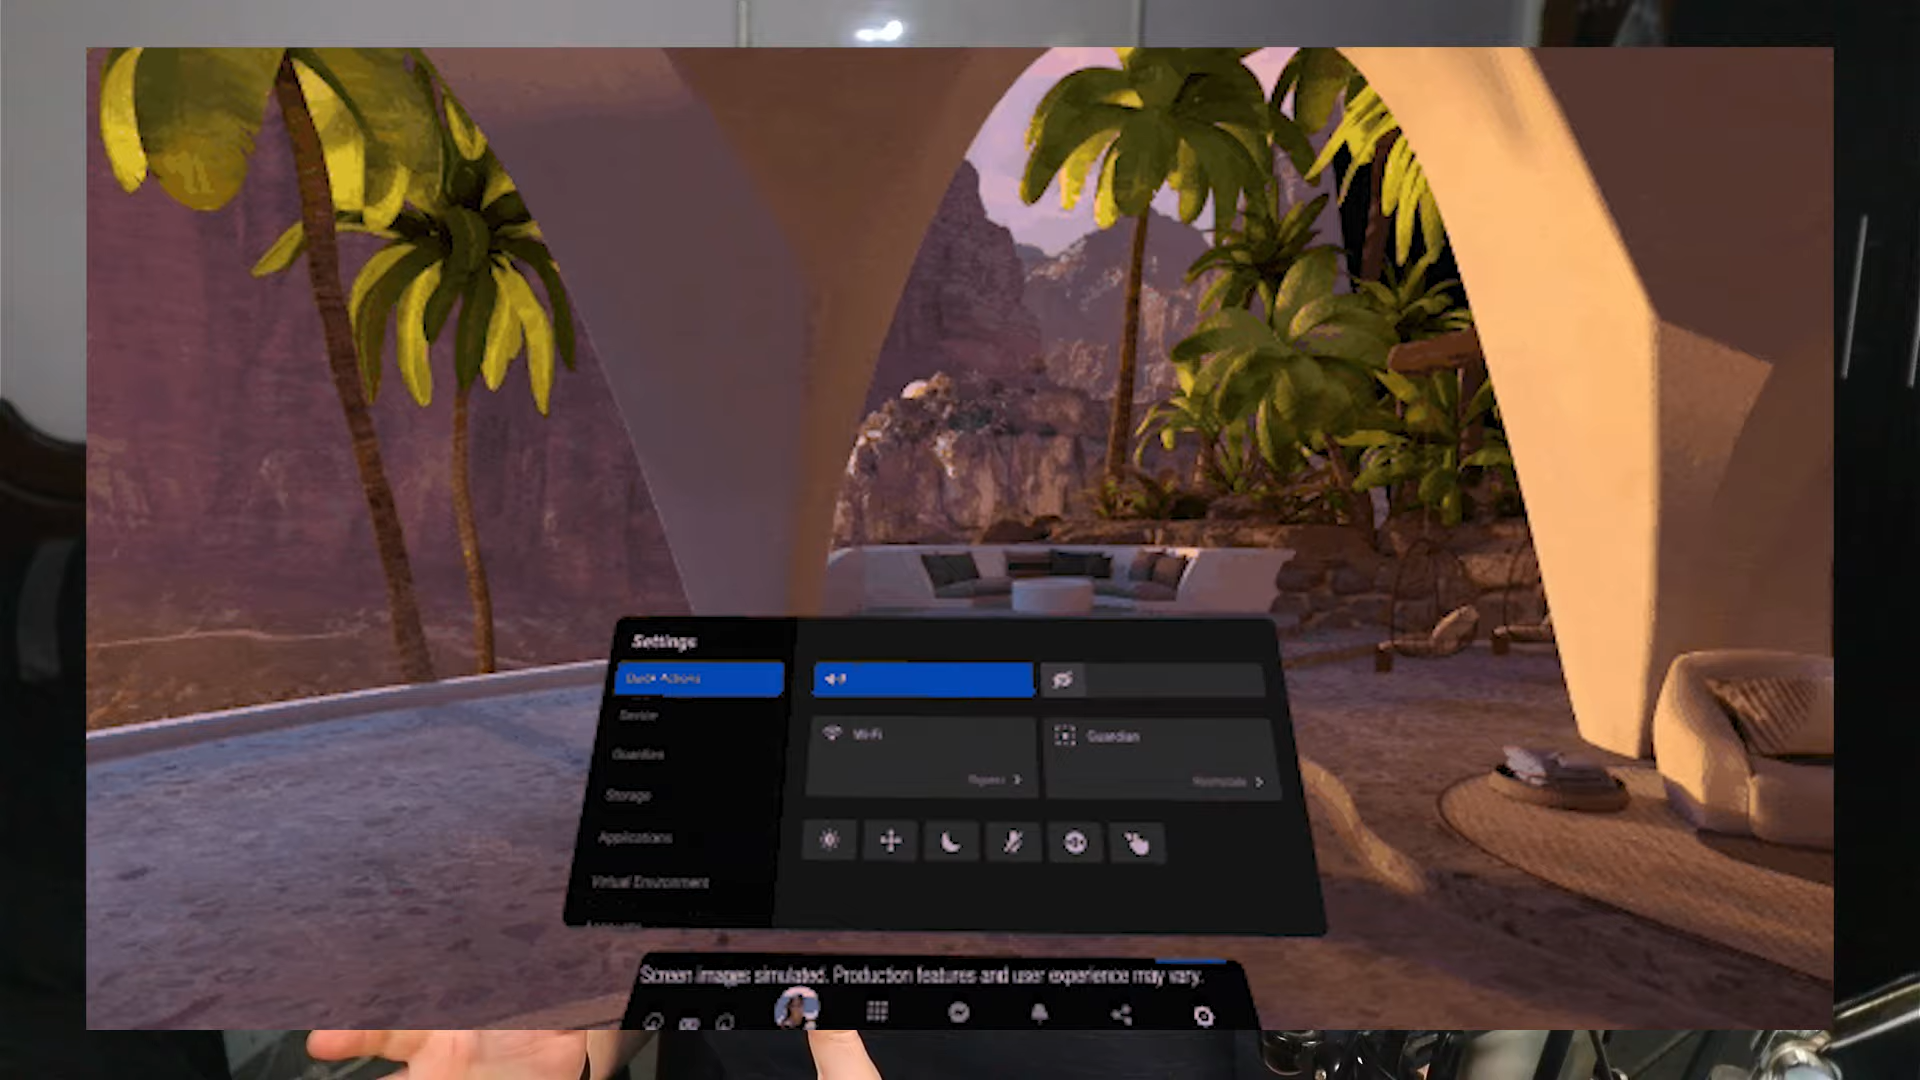 Settings
Quick Actions
Device
Guardian
Storage
Applications
Virtual Environment
Wi-Fi
Guardian
Screen images simulated. Production features and user experience may vary.